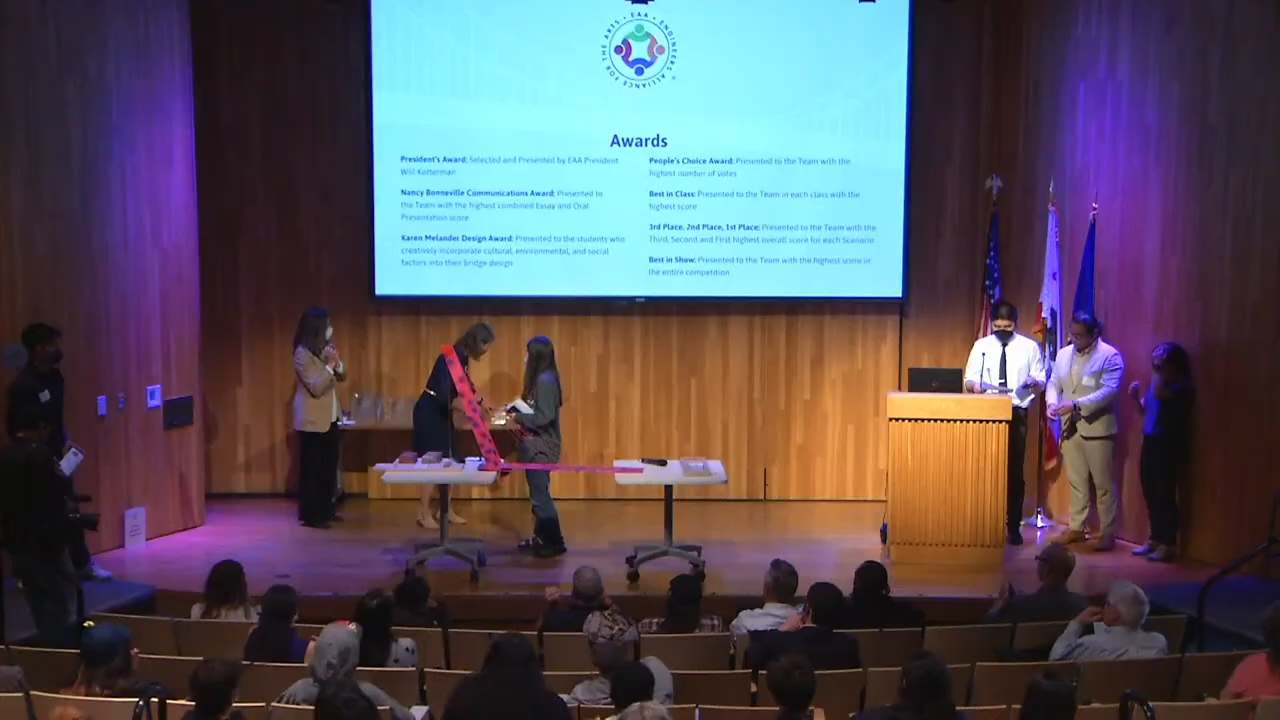 EAA • ENGINEERS ALLIANCE FOR THE ARTS •
Awards
President's Award: Selected and Presented by EAA President
Will Kotterman
Nancy Bonneville Communications Award: Presented to
the Team with the highest combined Essay and Oral
Presentation score
Karen Melander Design Award: Presented to the students who
creatively incorporate cultural, environmental, and social
factors into their bridge design
People's Choice Award: Presented to the Team with the
highest number of votes
Best in Class: Presented to the Team in each class with the
highest score
3rd Place, 2nd Place, 1st Place: Presented to the Team with the
Third, Second and First highest overall score for each Scenario
Best in Show: Presented to the Team with the highest score in
the entire competition